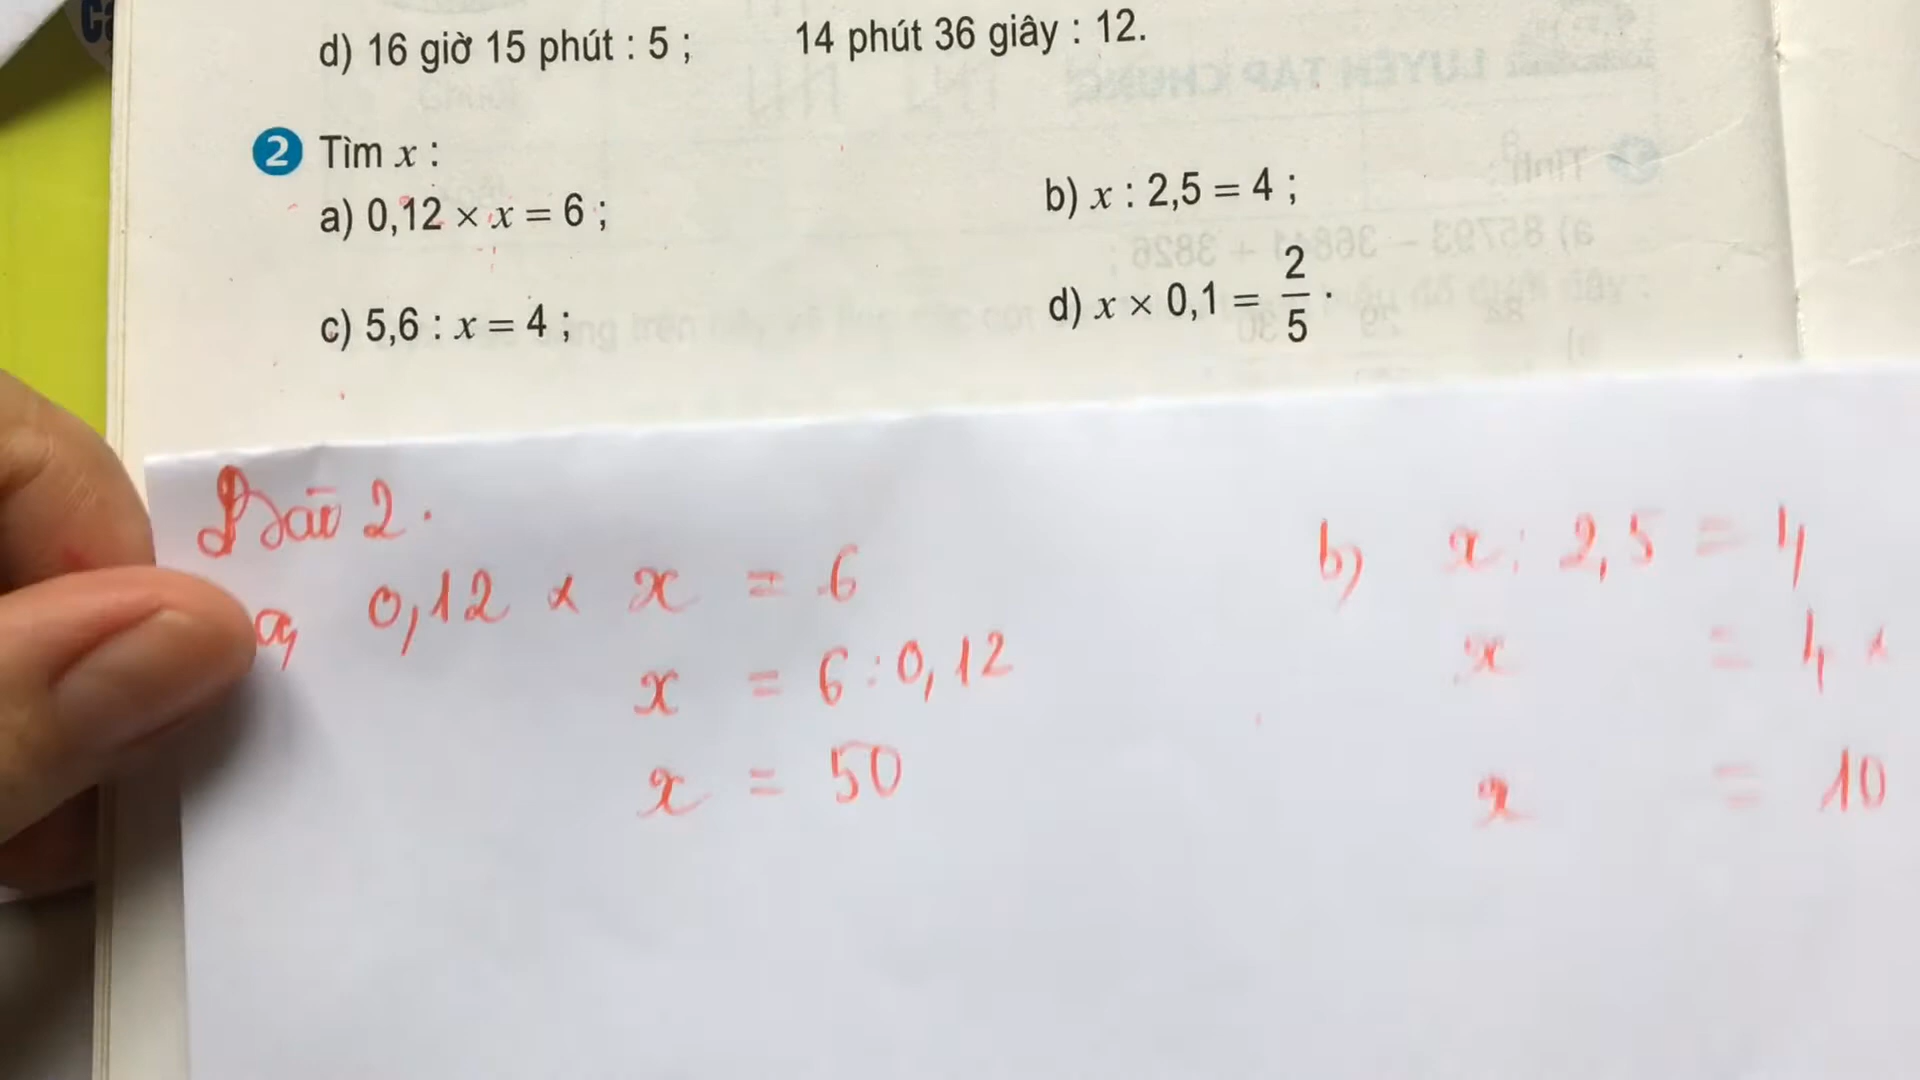 d) 16 giờ 15 phút : 5 ; 14 phút 36 giây : 12.
2 Tìm x :
a) 0,12 × x = 6 ; b) x : 2,5 = 4 ;
c) 5,6 : x = 4 ; d) x × 0,1 = 2/5 .
Bài 2.
a, 0,12 × x = 6
x = 6 : 0,12
x = 50
b) x : 2,5 = 4
x = 4 ×
x = 10